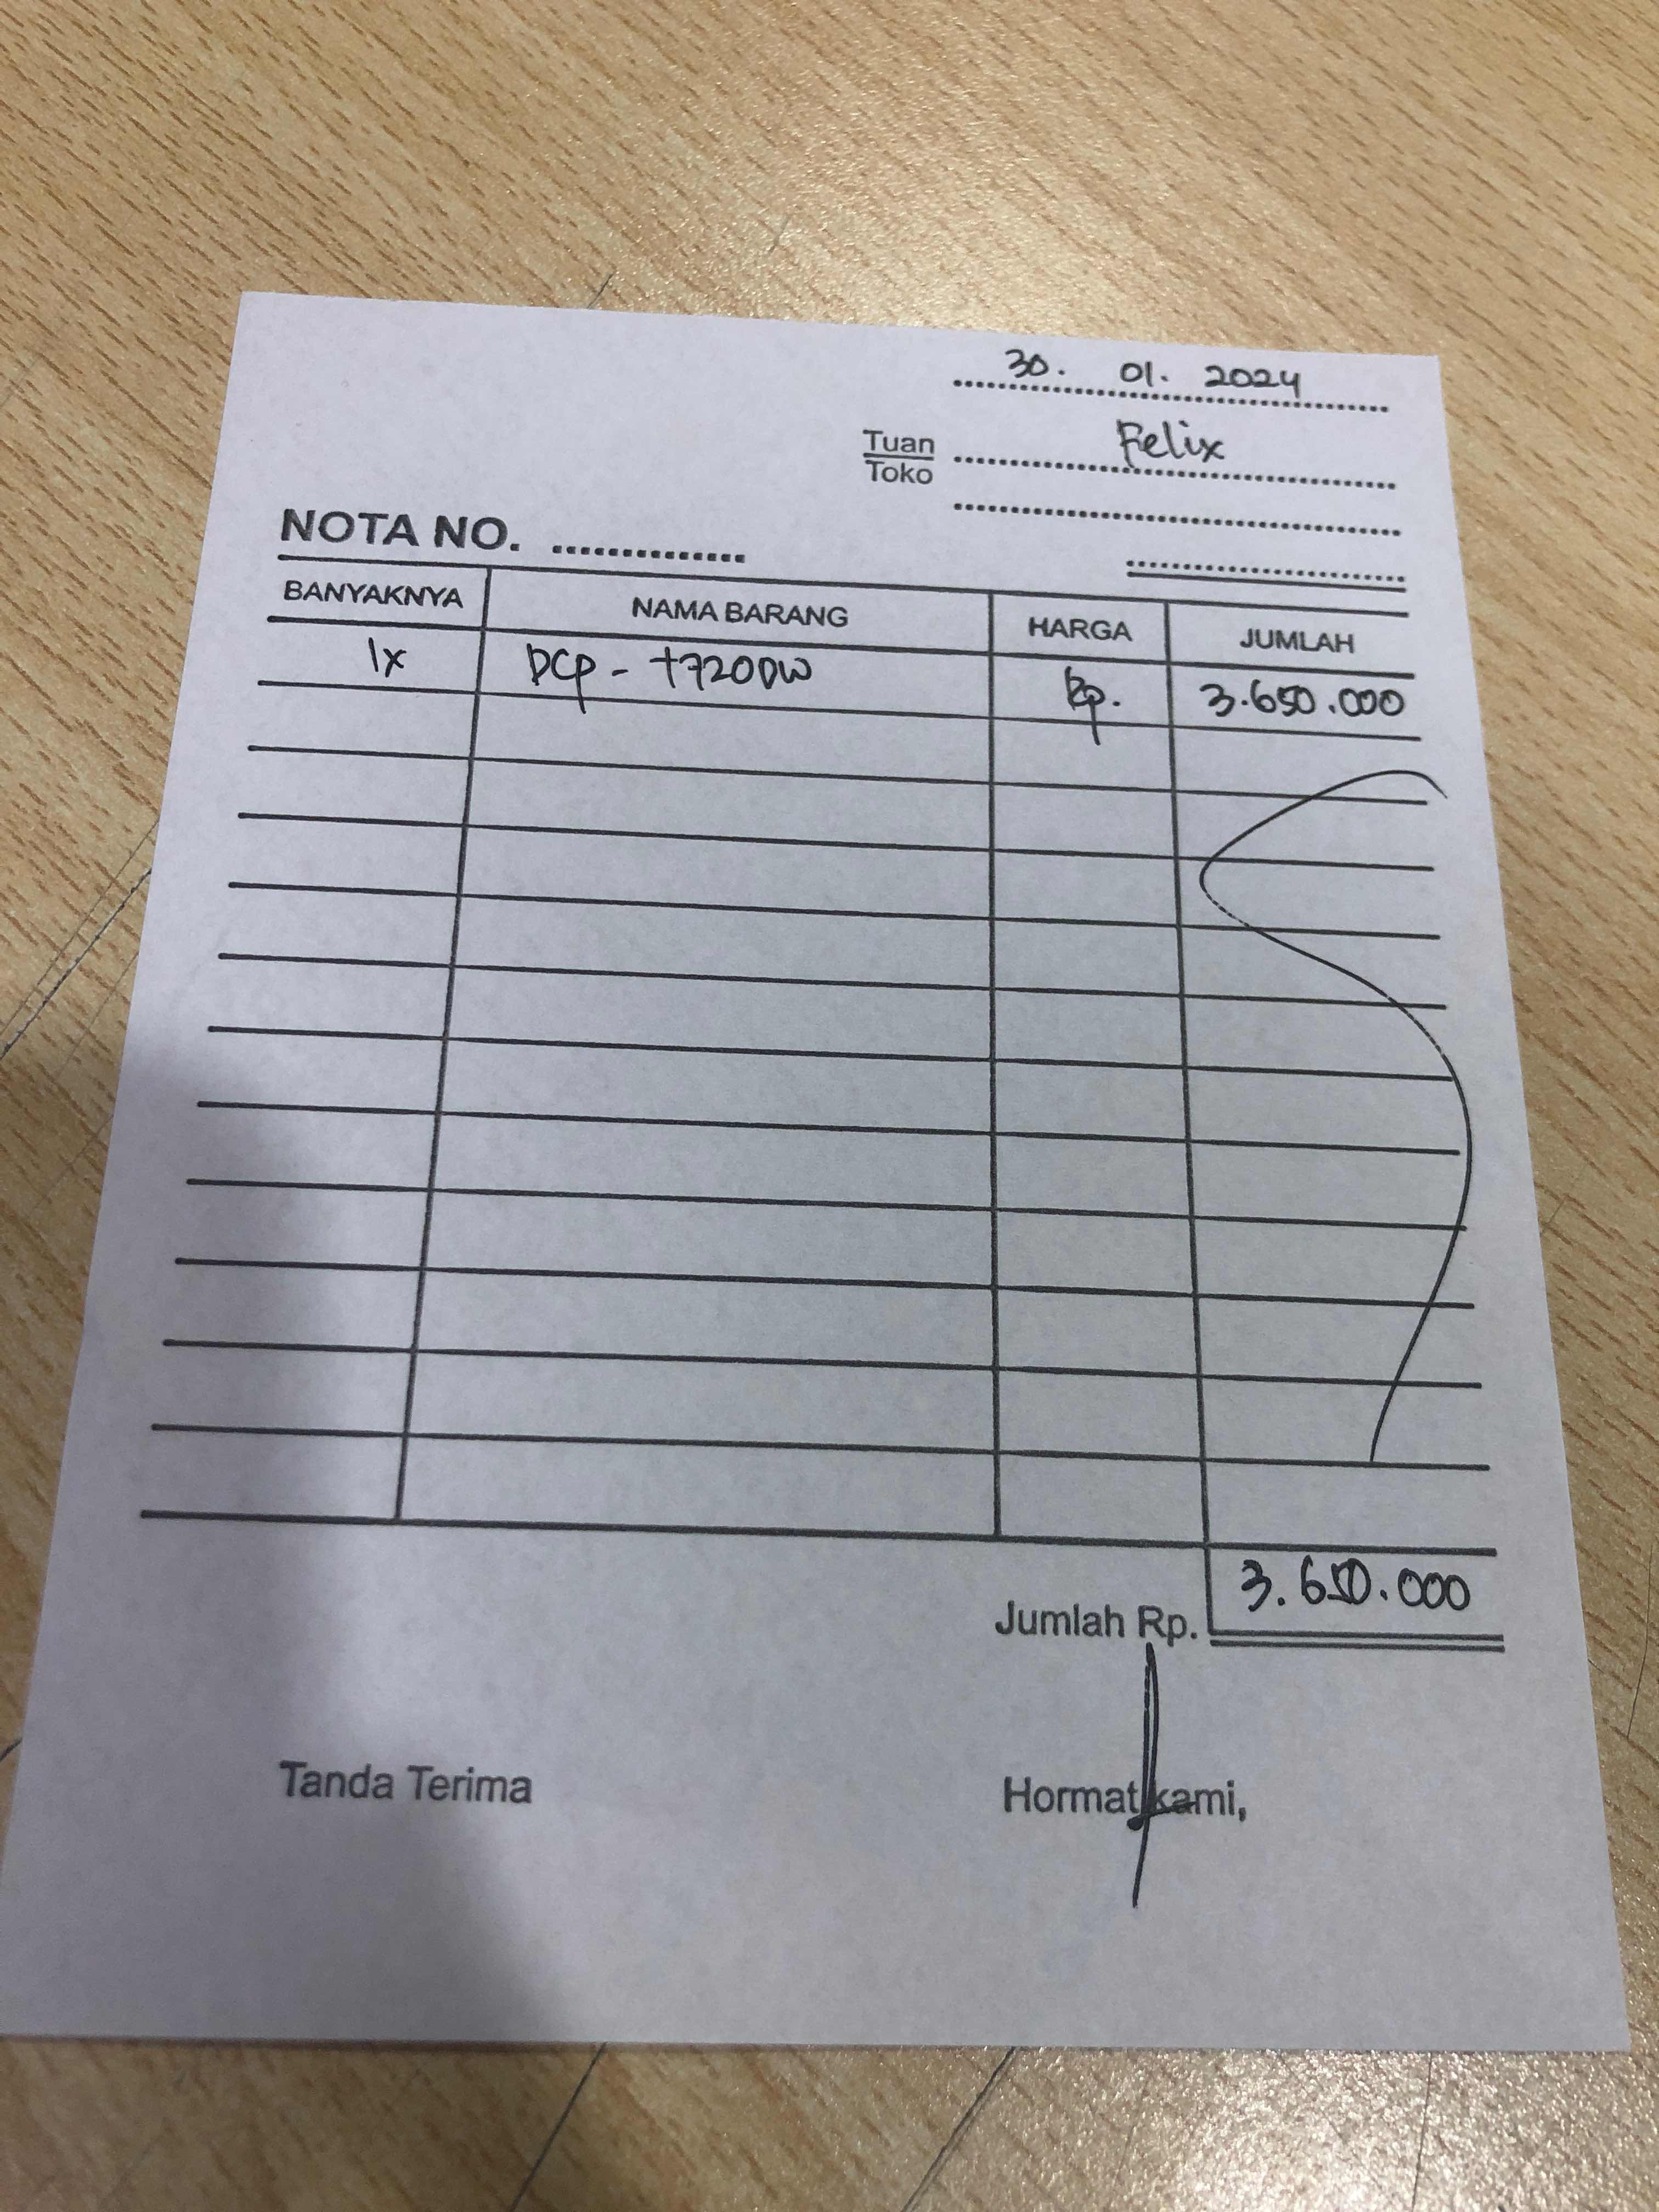 30. 01. 2024
Tuan Felix
Toko
NOTA NO. ..............
BANYAKNYA NAMA BARANG HARGA JUMLAH
1x DCP - T720DW Rp. 3.650.000
Jumlah Rp. 3.650.000
Tanda Terima Hormat kami,